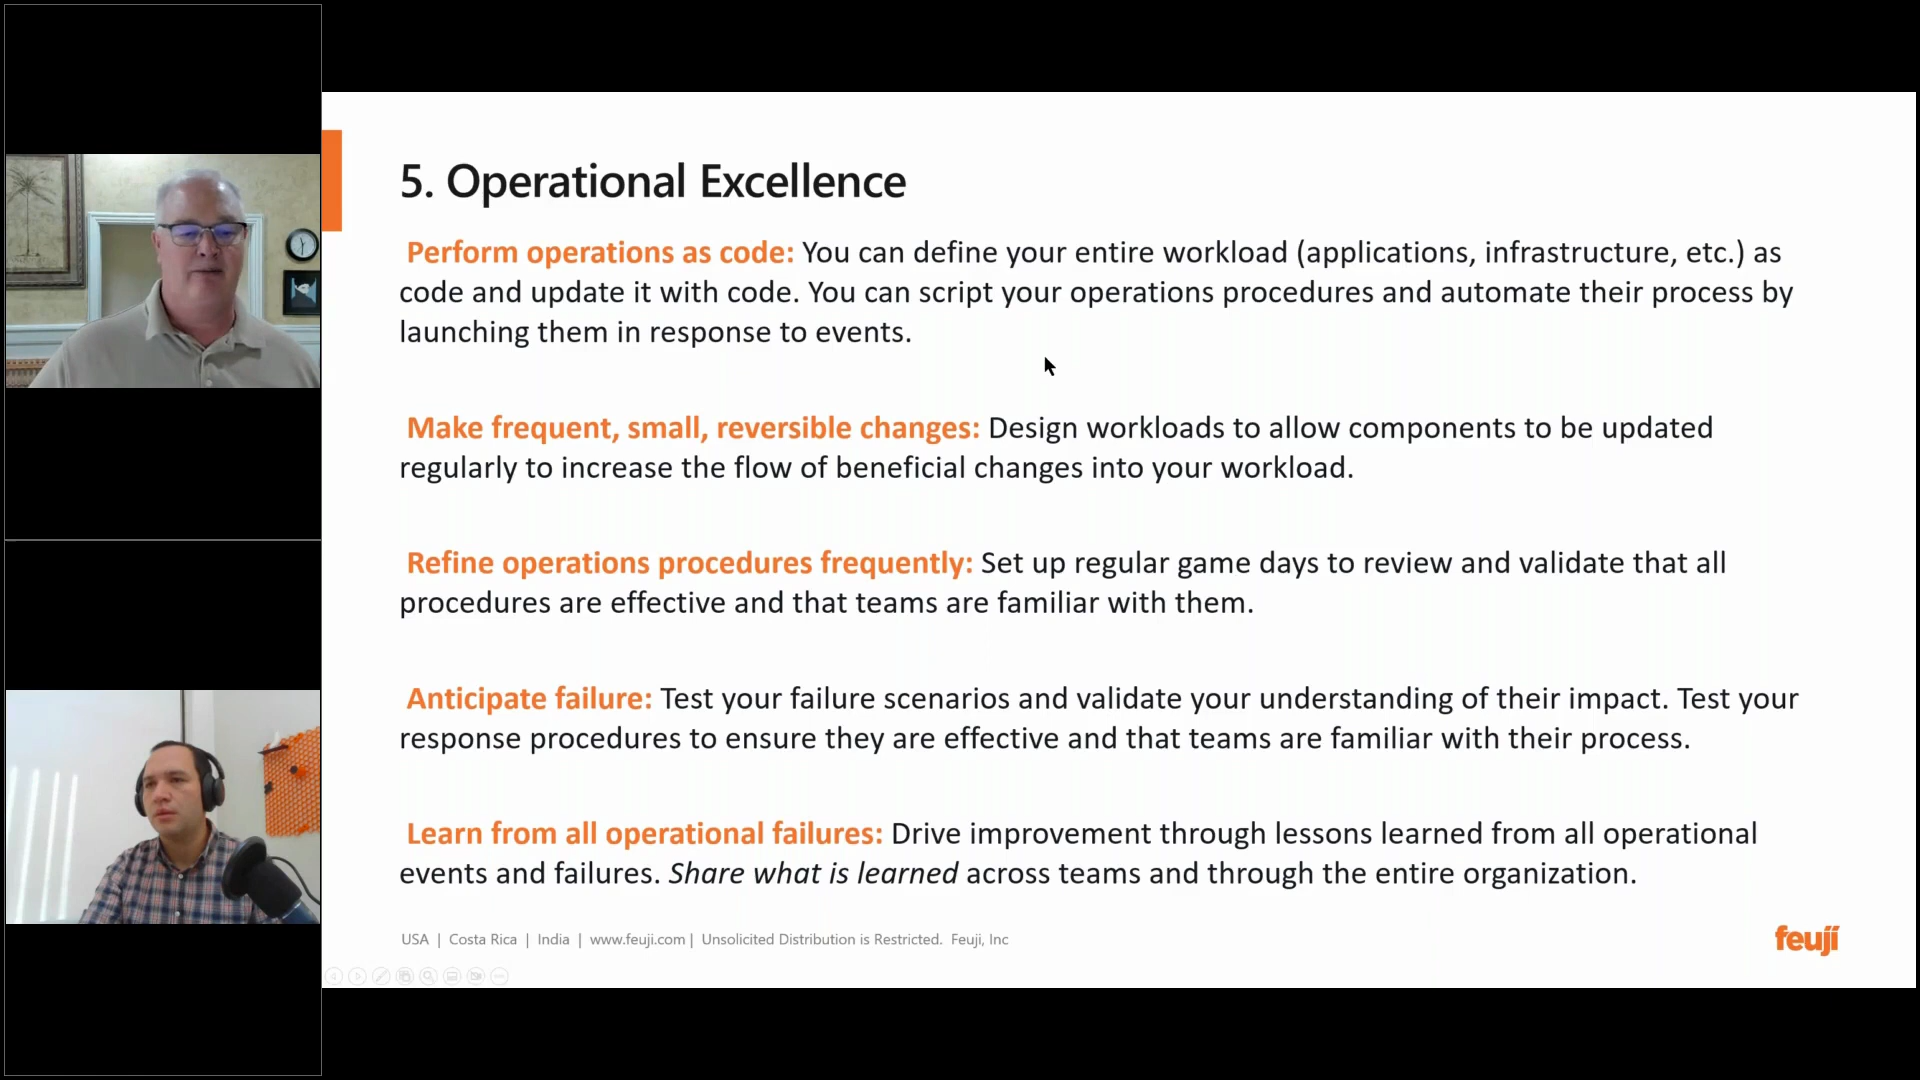 5. Operational Excellence
Perform operations as code: You can define your entire workload (applications, infrastructure, etc.) as
code and update it with code. You can script your operations procedures and automate their process by
launching them in response to events.
Make frequent, small, reversible changes: Design workloads to allow components to be updated
regularly to increase the flow of beneficial changes into your workload.
Refine operations procedures frequently: Set up regular game days to review and validate that all
procedures are effective and that teams are familiar with them.
Anticipate failure: Test your failure scenarios and validate your understanding of their impact. Test your
response procedures to ensure they are effective and that teams are familiar with their process.
Learn from all operational failures: Drive improvement through lessons learned from all operational
events and failures. Share what is learned across teams and through the entire organization.
USA | Costa Rica | India | www.feuji.com | Unsolicited Distribution is Restricted. Feuji, Inc
feuji